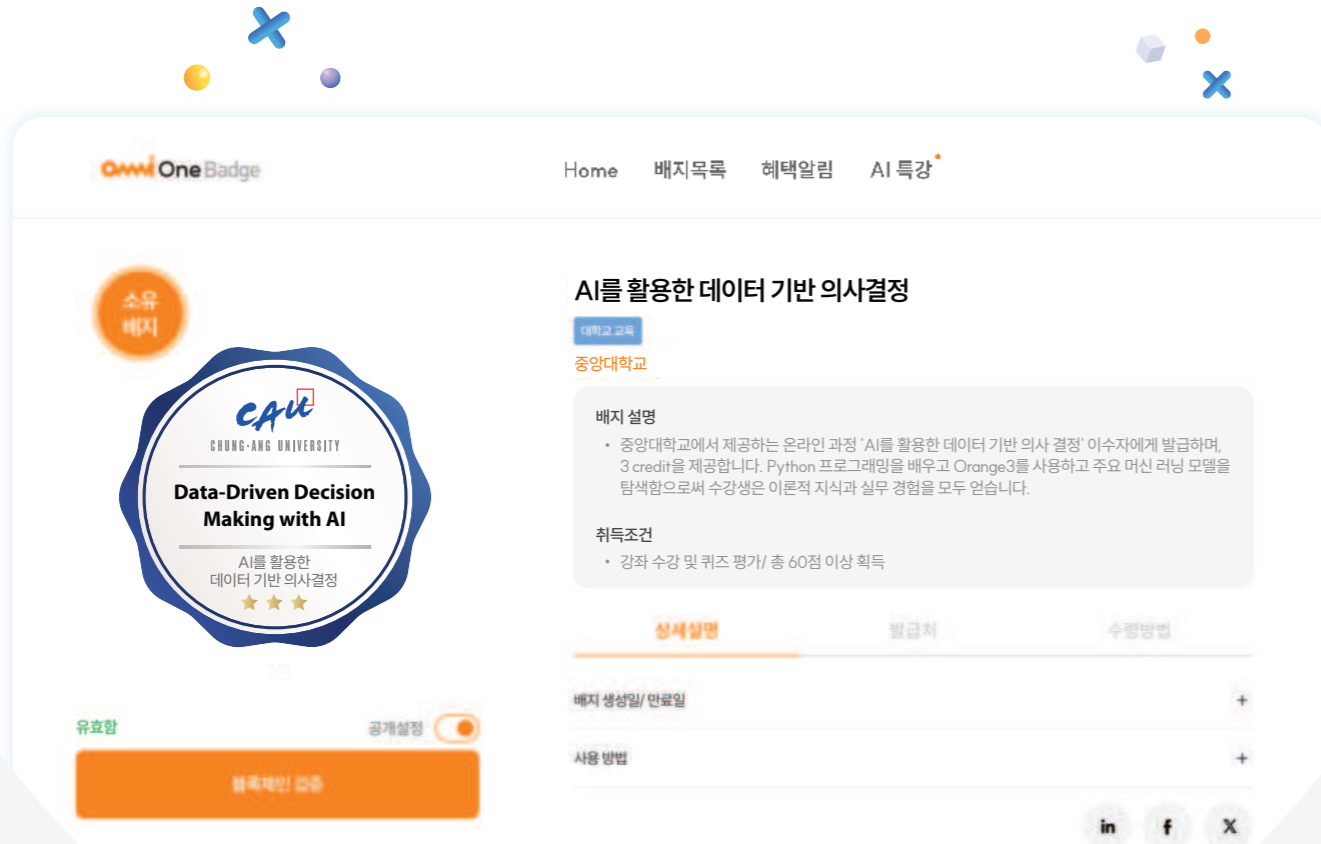 Omni One Badge
Home 배지목록 혜택알림 AI 특강
소유
배지
CAU
CHUNG-ANG UNIVERSITY
Data-Driven Decision
Making with AI
AI를 활용한
데이터 기반 의사결정
유효함
공개설정
블록체인 검증
AI를 활용한 데이터 기반 의사결정
대학교 교육
중앙대학교
배지 설명
• 중앙대학교에서 제공하는 온라인 과정 'AI를 활용한 데이터 기반 의사 결정' 이수자에게 발급하며,
3 credit을 제공합니다. Python 프로그래밍을 배우고 Orange3를 사용하고 주요 머신 러닝 모델을
탐색함으로써 수강생은 이론적 지식과 실무 경험을 모두 얻습니다.
취득조건
• 강좌 수강 및 퀴즈 평가/ 총 60점 이상 획득
상세설명 발급처 수령방법
배지 생성일/ 만료일 +
사용 방법 +
in f X